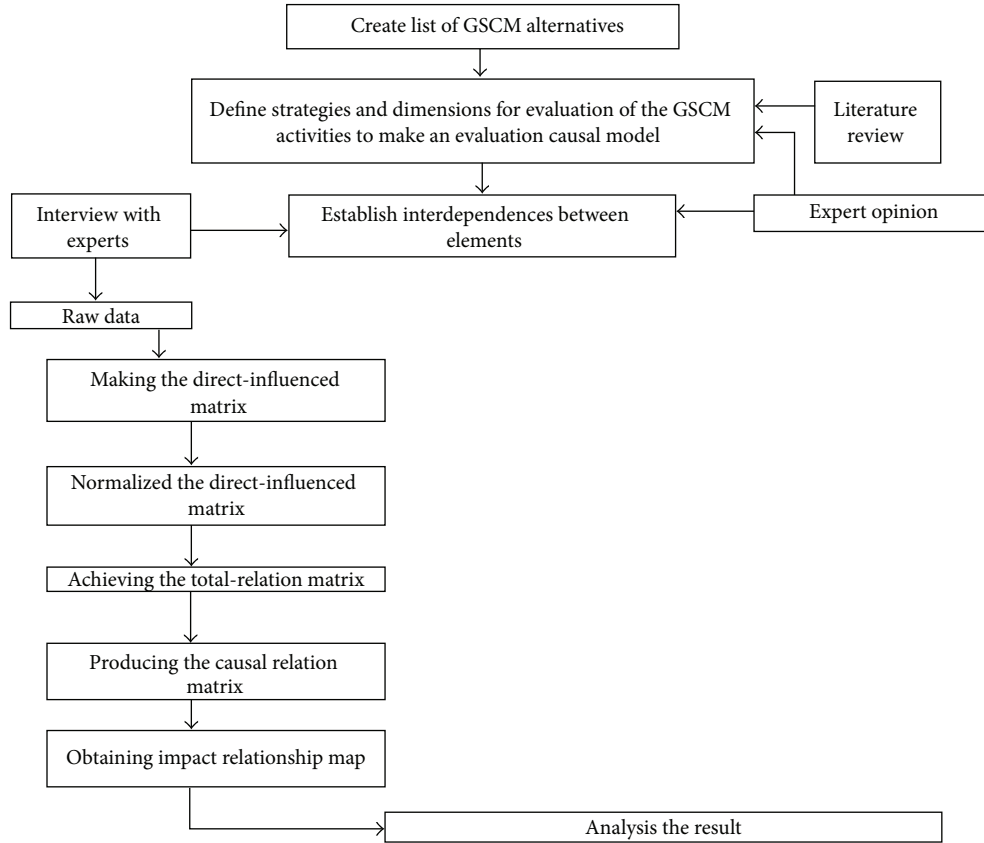 Create list of GSCM alternatives
Define strategies and dimensions for evaluation of the GSCM
activities to make an evaluation causal model
Literature
review
Interview with
experts
Establish interdependences between
elements
Expert opinion
Raw data
Making the direct-influenced
matrix
Normalized the direct-influenced
matrix
Achieving the total-relation matrix
Producing the causal relation
matrix
Obtaining impact relationship map
Analysis the result